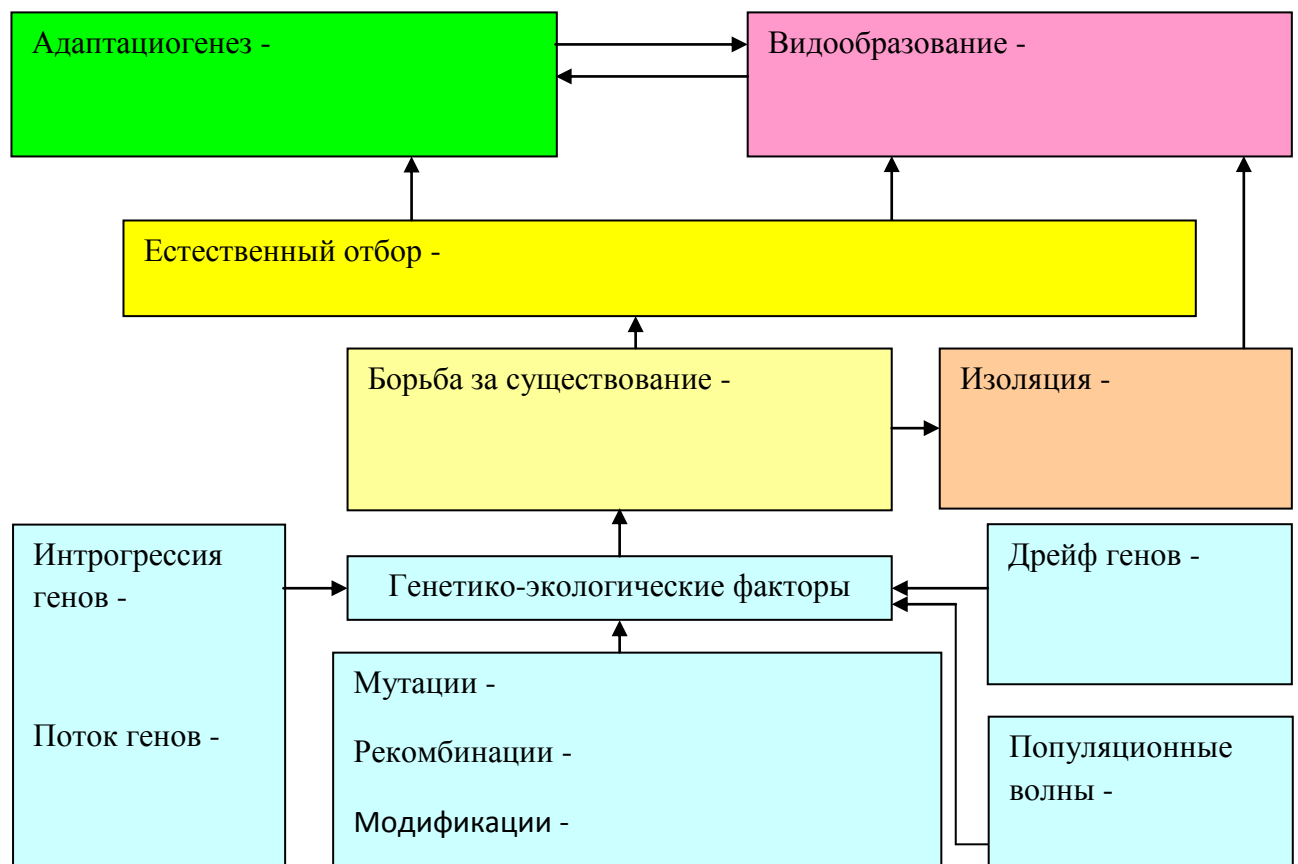 Адаптациогенез -
Видообразование -
Естественный отбор -
Борьба за существование -
Изоляция -
Интрогрессия
генов -
Поток генов -
Генетико-экологические факторы
Дрейф генов -
Мутации -
Рекомбинации -
Модификации -
Популяционные
волны -